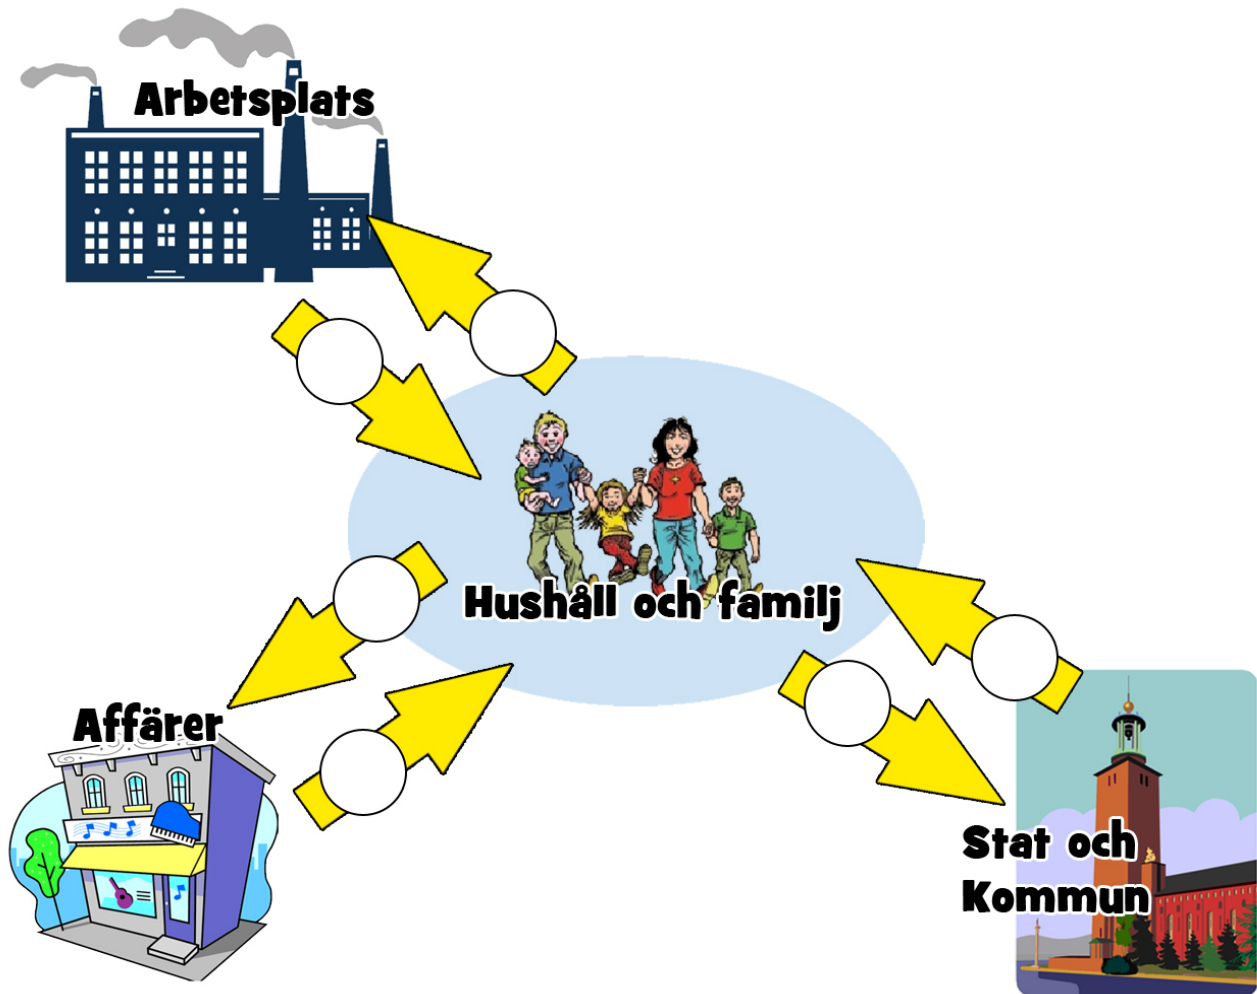 Arbetsplats
Hushåll och familj
Affärer
Stat och
Kommun